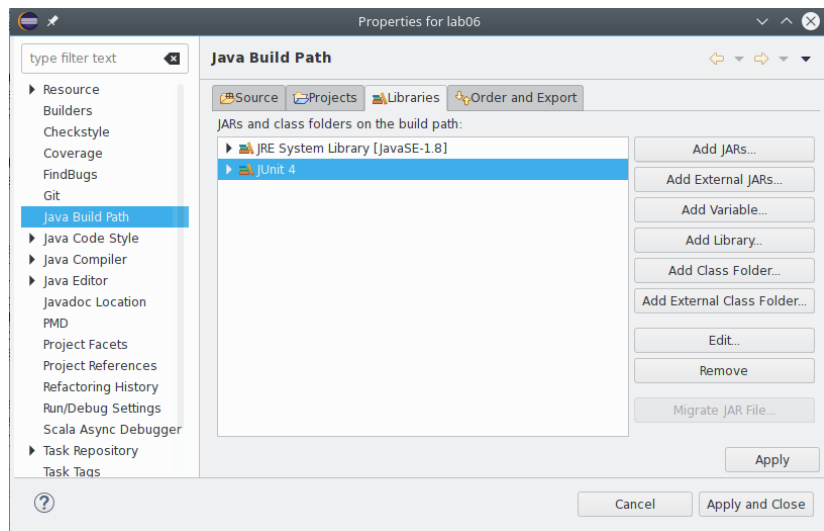 Properties for lab06
type filter text
Java Build Path
Resource
Builders
Checkstyle
Coverage
FindBugs
Git
Java Build Path
Java Code Style
Java Compiler
Java Editor
Javadoc Location
PMD
Project Facets
Project References
Refactoring History
Run/Debug Settings
Scala Async Debugger
Task Repository
Task Tags
Source Projects Libraries Order and Export
JARs and class folders on the build path:
JRE System Library [JavaSE-1.8]
JUnit 4
Add JARs...
Add External JARs...
Add Variable...
Add Library...
Add Class Folder...
Add External Class Folder...
Edit...
Remove
Migrate JAR File...
Apply
?
Cancel Apply and Close